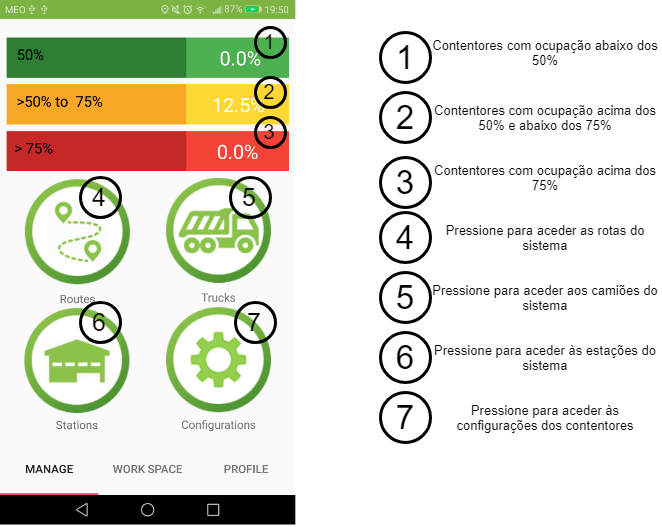 MEO 87% 19:50
50% 0.0% 1
>50% to 75% 12.5% 2
> 75% 0.0% 3
4 5
Routes Trucks
6 7
Stations Configurations
MANAGE WORK SPACE PROFILE
1 Contentores com ocupação abaixo dos
50%
2 Contentores com ocupação acima dos
50% e abaixo dos 75%
3 Contentores com ocupação acima dos
75%
4 Pressione para aceder as rotas do
sistema
5 Pressione para aceder aos camiões do
sistema
6 Pressione para aceder às estações do
sistema
7 Pressione para aceder às
configurações dos contentores